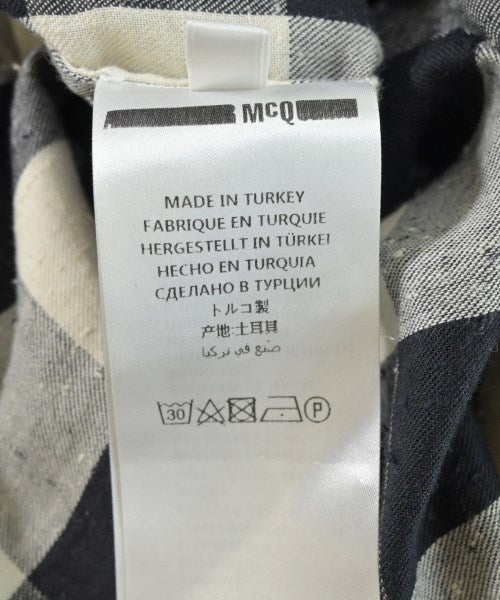 McQ
MADE IN TURKEY
FABRIQUE EN TURQUIE
HERGESTELLT IN TÜRKEI
HECHO EN TURQUIA
СДЕЛАНО В ТУРЦИИ
トルコ製
产地:土耳其
صنع في تركيا
30 P